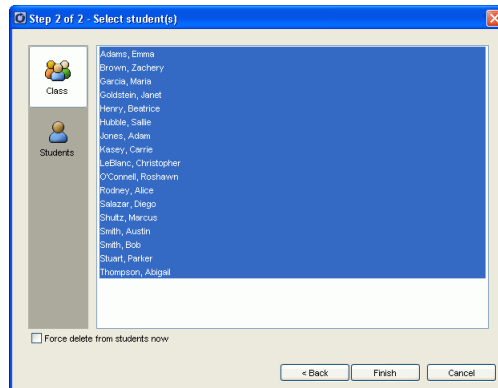 Step 2 of 2 - Select student(s)
Class
Students
Adams, Emma
Brown, Zachery
Garcia, Maria
Goldstein, Janet
Henry, Beatrice
Hubble, Sallie
Jones, Adam
Kasey, Carrie
LeBlanc, Christopher
O'Connell, Roshawn
Rodney, Alice
Salazar, Diego
Shultz, Marcus
Smith, Austin
Smith, Bob
Stuart, Parker
Thompson, Abigail
Force delete from students now
< Back Finish Cancel